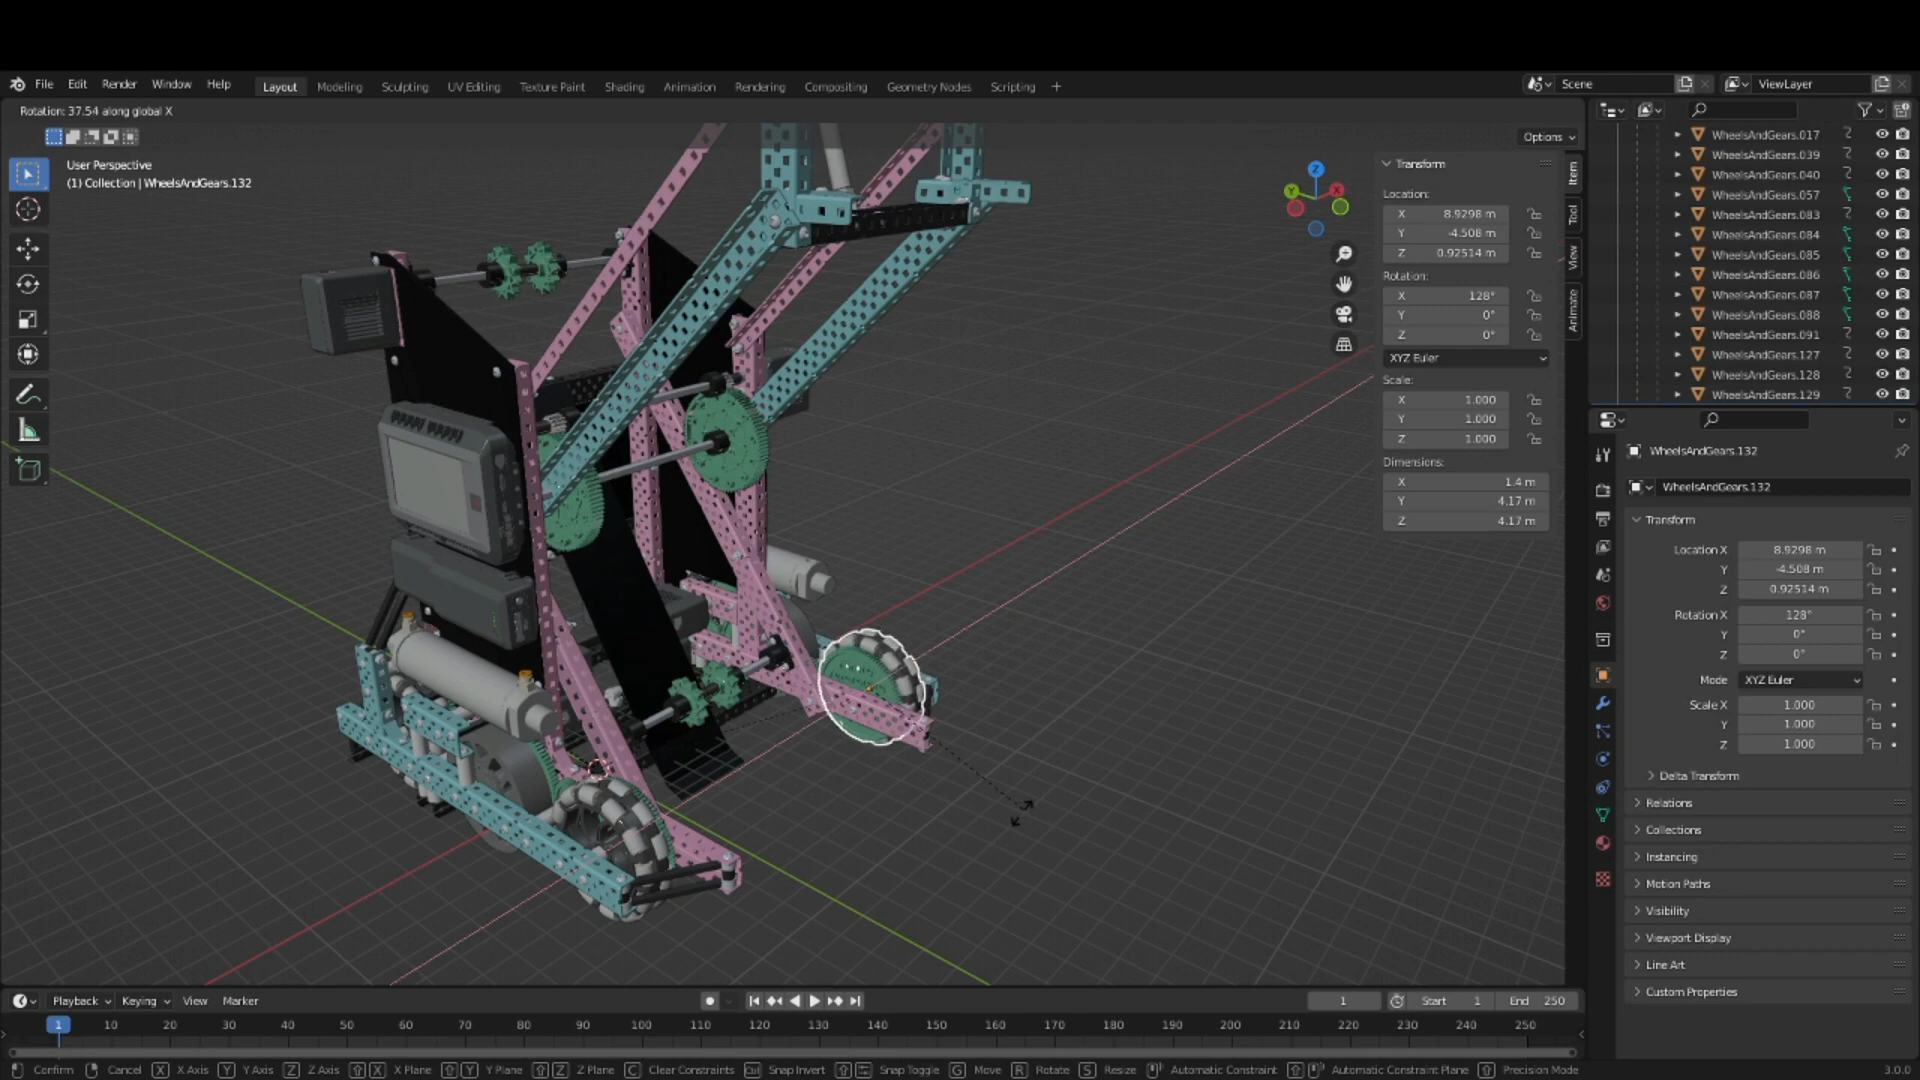 File Edit Render Window Help Layout Modeling Sculpting UV Editing Texture Paint Shading Animation Rendering Compositing Geometry Nodes Scripting + Scene ViewLayer
Rotation: 37.54 along global X
Options
User Perspective
(1) Collection | WheelsAndGears.132
Transform
Location:
X 8.9298 m
Y -4.508 m
Z 0.92514 m
Rotation:
X 128°
Y 0°
Z 0°
XYZ Euler
Scale:
X 1.000
Y 1.000
Z 1.000
Dimensions:
X 1.4 m
Y 4.17 m
Z 4.17 m
Item
Tool
View
Animate
Z
Y
X
WheelsAndGears.017
WheelsAndGears.039
WheelsAndGears.040
WheelsAndGears.057
WheelsAndGears.083
WheelsAndGears.084
WheelsAndGears.085
WheelsAndGears.086
WheelsAndGears.087
WheelsAndGears.088
WheelsAndGears.091
WheelsAndGears.127
WheelsAndGears.128
WheelsAndGears.129
WheelsAndGears.132
WheelsAndGears.132
Transform
Location X 8.9298 m
Y -4.508 m
Z 0.92514 m
Rotation X 128°
Y 0°
Z 0°
Mode XYZ Euler
Scale X 1.000
Y 1.000
Z 1.000
Delta Transform
Relations
Collections
Instancing
Motion Paths
Visibility
Viewport Display
Line Art
Custom Properties
Playback Keying View Marker 1 Start 1 End 250
1 10 20 30 40 50 60 70 80 90 100 110 120 130 140 150 160 170 180 190 200 210 220 230 240 250
Confirm Cancel X X Axis Y Y Axis Z Z Axis X X Plane Y Y Plane Z Z Plane C Clear Constraints Ctrl Snap Invert Snap Toggle G Move R Rotate S Resize Automatic Constraint Automatic Constraint Plane Precision Mode 3.0.0